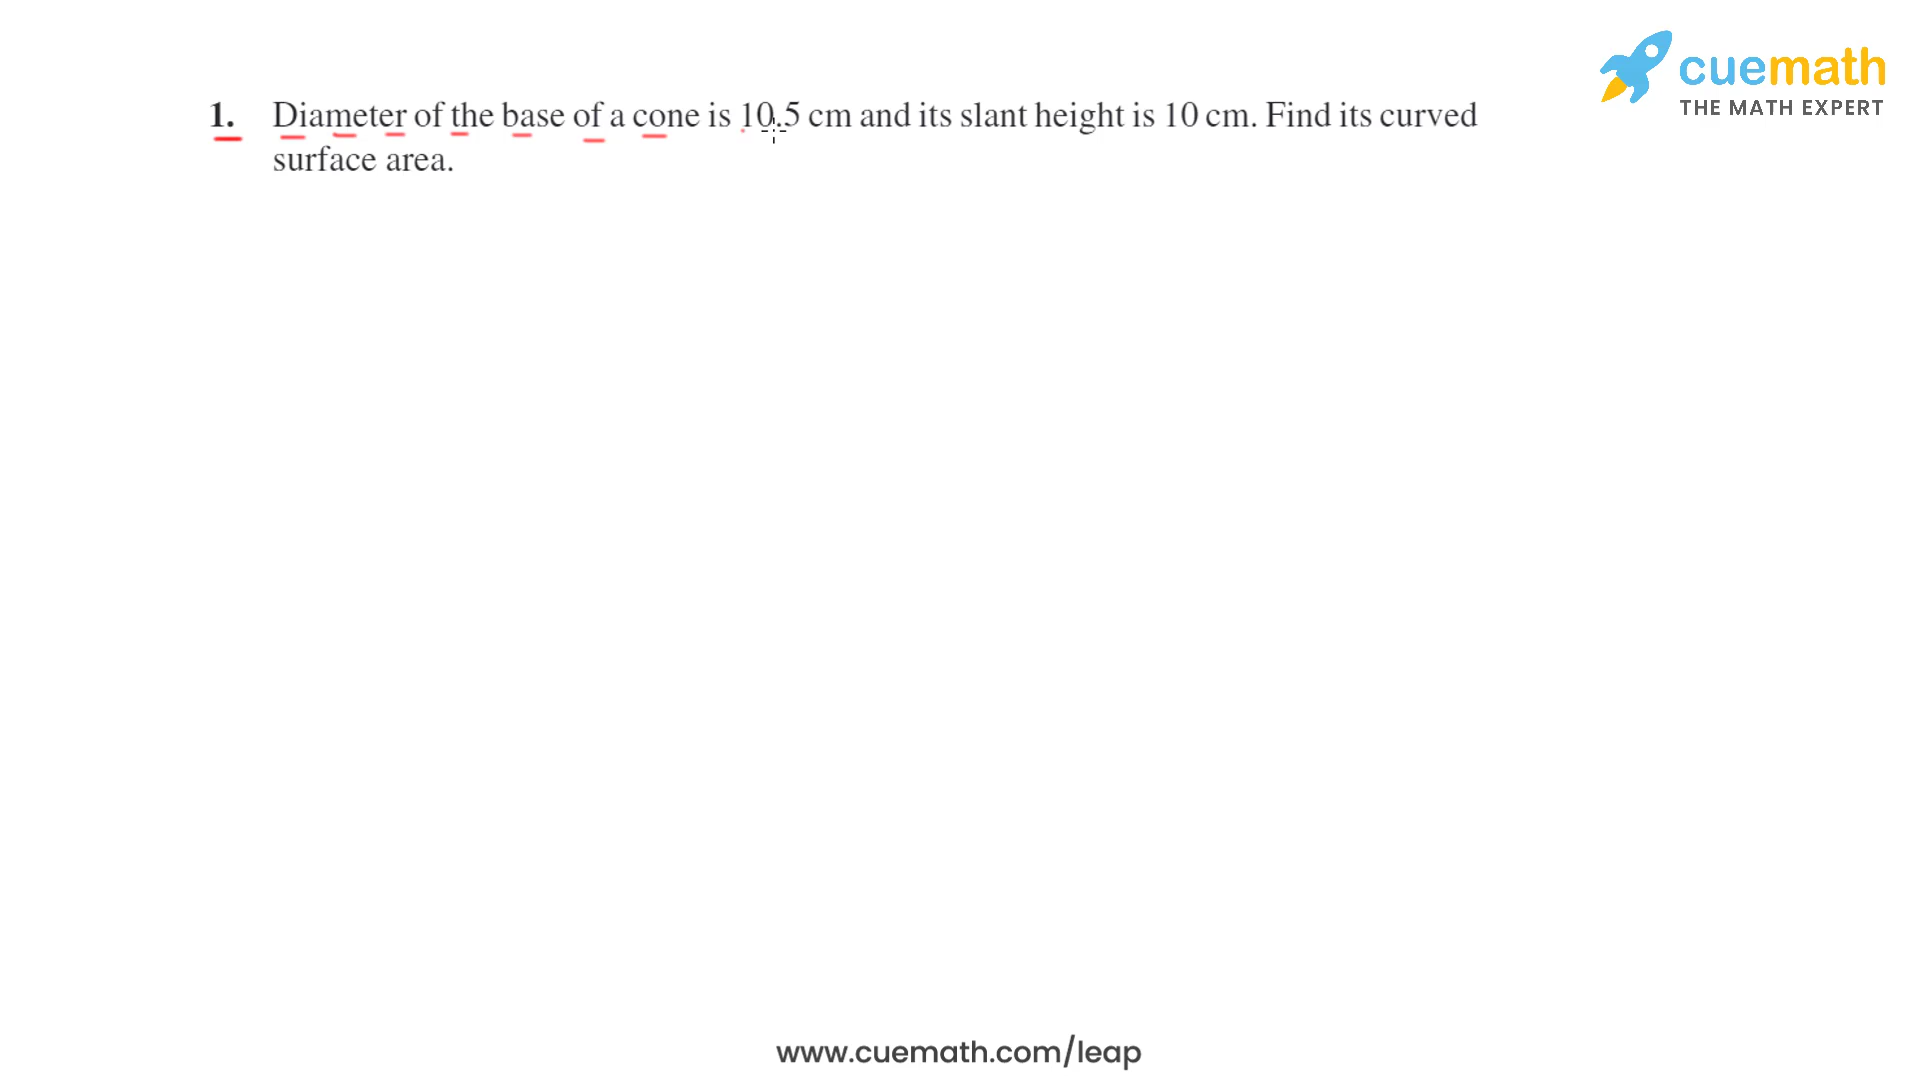 cuemath
THE MATH EXPERT
1. Diameter of the base of a cone is 10.5 cm and its slant height is 10 cm. Find its curved
surface area.
www.cuemath.com/leap